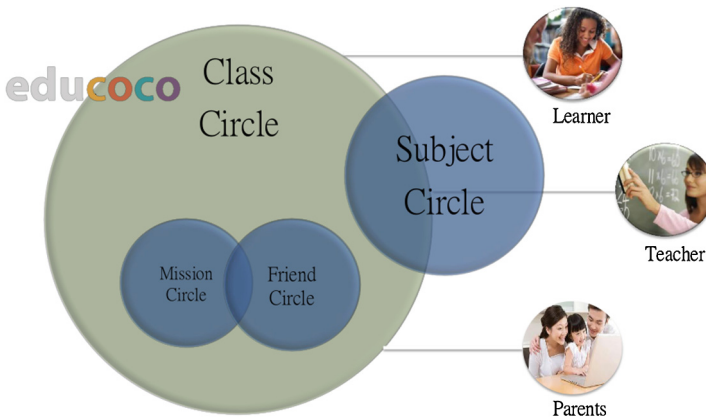 Class
Circle
educoco
Subject
Circle
Mission
Circle
Friend
Circle
Learner
Teacher
Parents